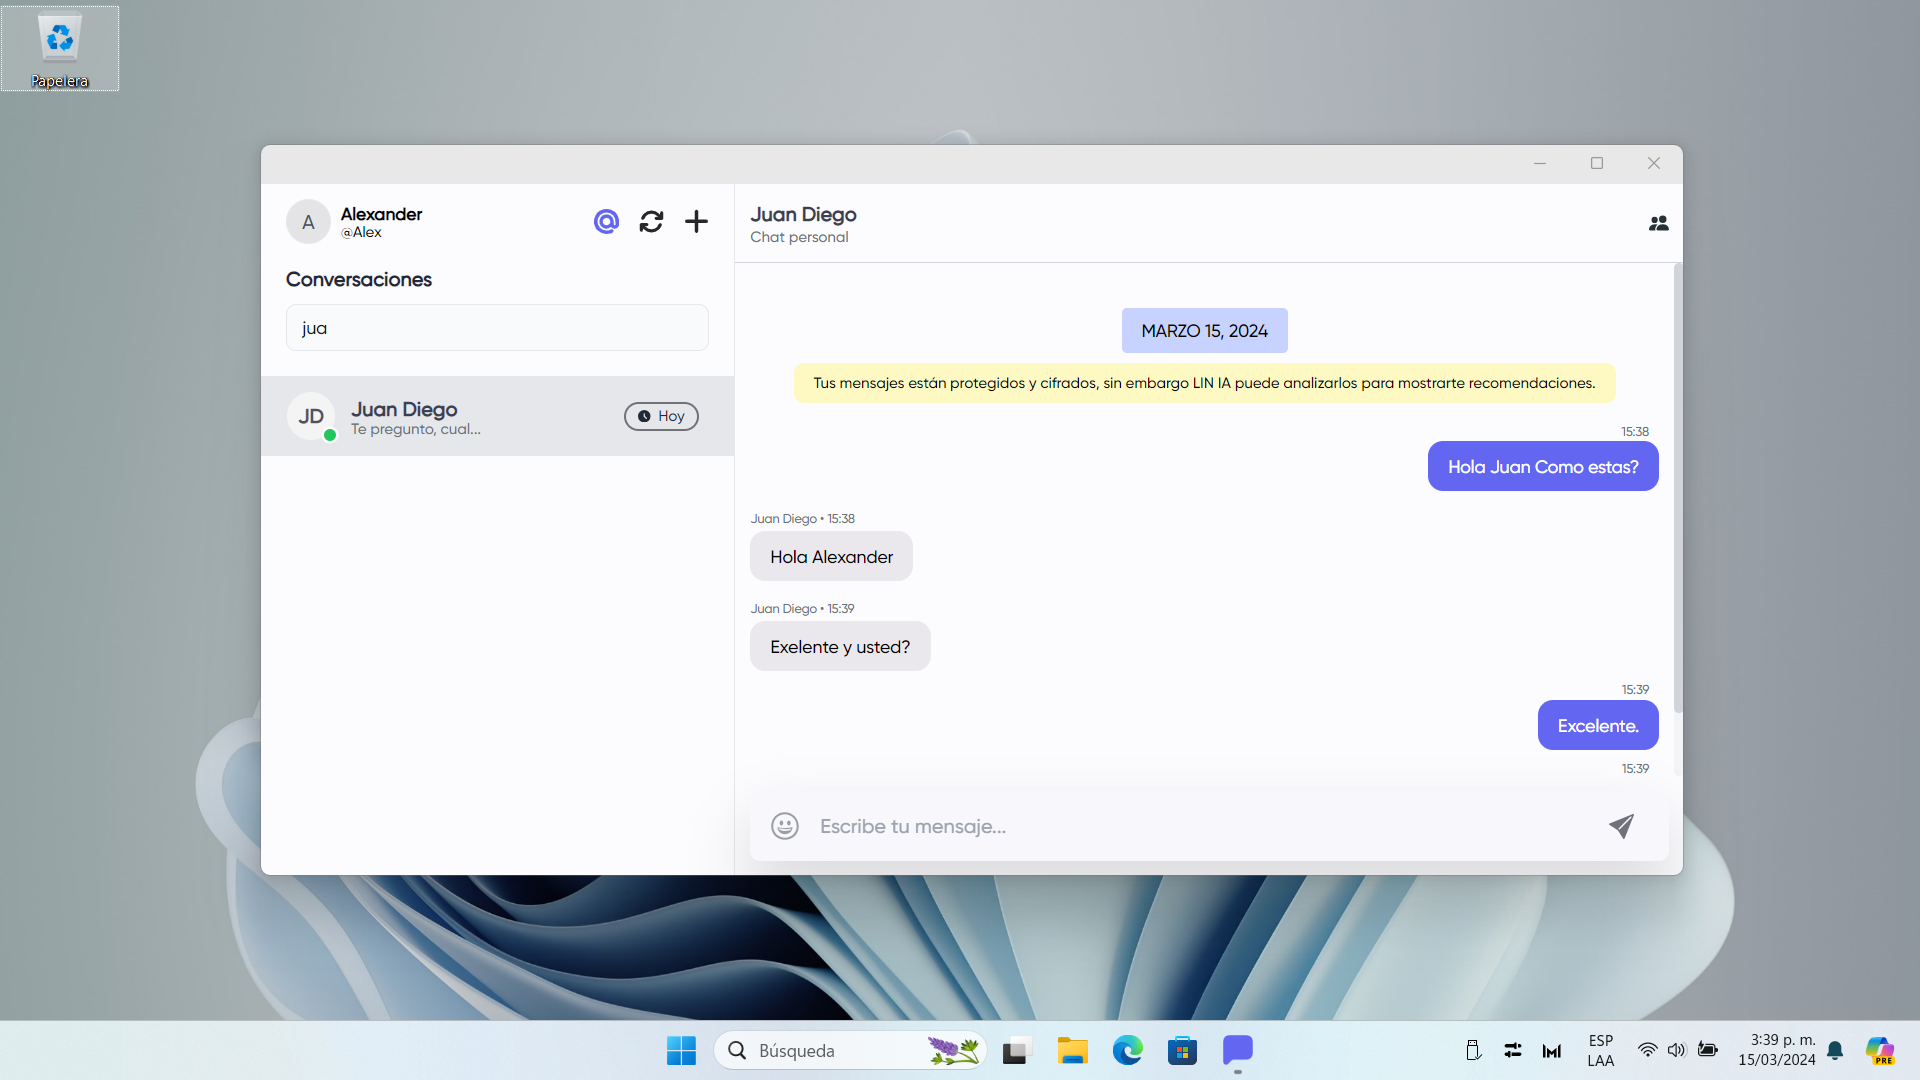 Papelera
A
Alexander
@Alex
Conversaciones
jua
JD
Juan Diego
Te pregunto, cual...
Hoy
Juan Diego
Chat personal
MARZO 15, 2024
Tus mensajes están protegidos y cifrados, sin embargo LIN IA puede analizarlos para mostrarte recomendaciones.
15:38
Hola Juan Como estas?
Juan Diego • 15:38
Hola Alexander
Juan Diego • 15:39
Exelente y usted?
15:39
Excelente.
15:39
Escribe tu mensaje...
Búsqueda
ESP
LAA
3:39 p. m.
15/03/2024
PRE